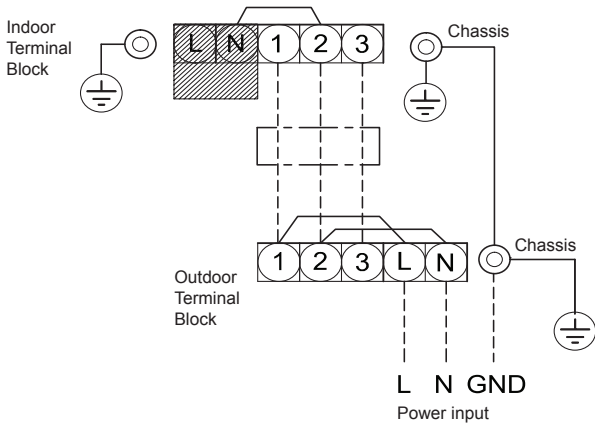 Indoor
Terminal
Block
L N 1 2 3
Chassis
1 2 3 L N
Chassis
Outdoor
Terminal
Block
L N GND
Power input